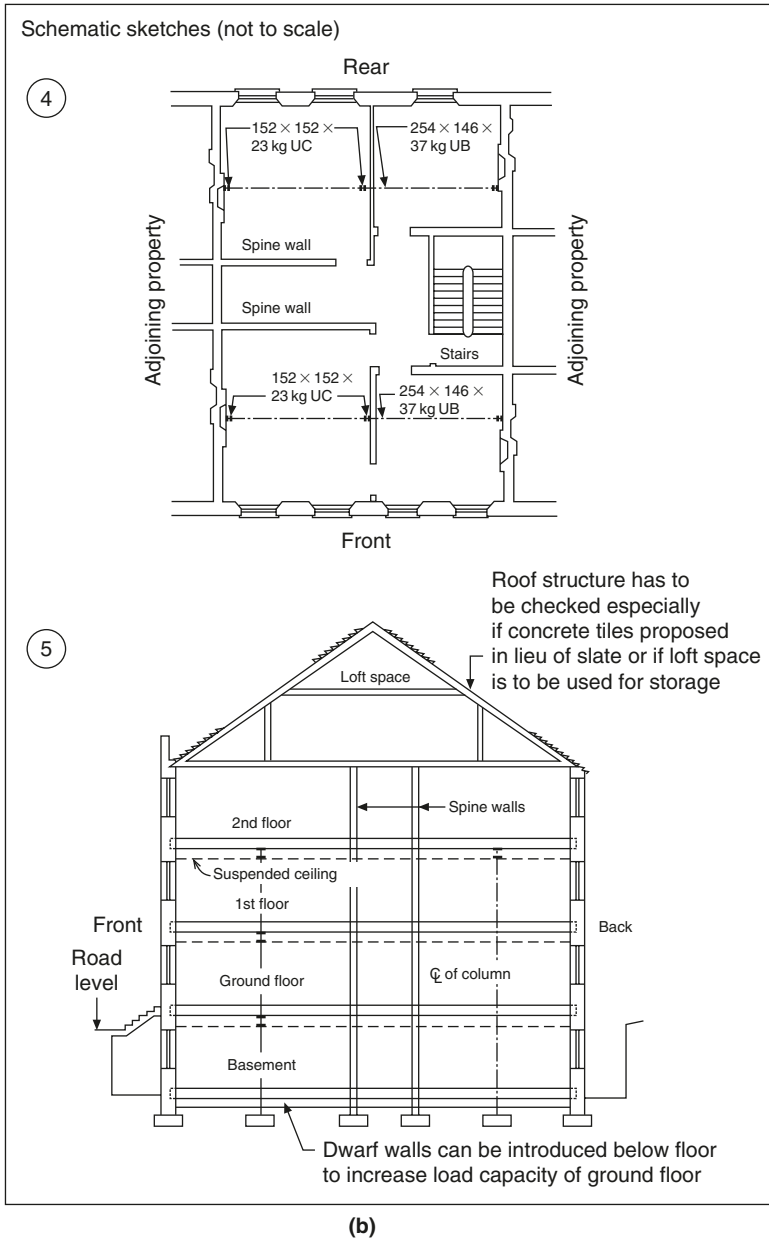 Schematic sketches (not to scale)
4
Rear
152 × 152 ×
23 kg UC
254 × 146 ×
37 kg UB
Adjoining property
Spine wall
Spine wall
Adjoining property
Stairs
152 × 152 ×
23 kg UC
254 × 146 ×
37 kg UB
Front
5
Roof structure has to
be checked especially
if concrete tiles proposed
in lieu of slate or if loft space
is to be used for storage
Loft space
Spine walls
2nd floor
Suspended ceiling
1st floor
Front
Back
Road
level
Ground floor
℄ of column
Basement
Dwarf walls can be introduced below floor
to increase load capacity of ground floor
(b)